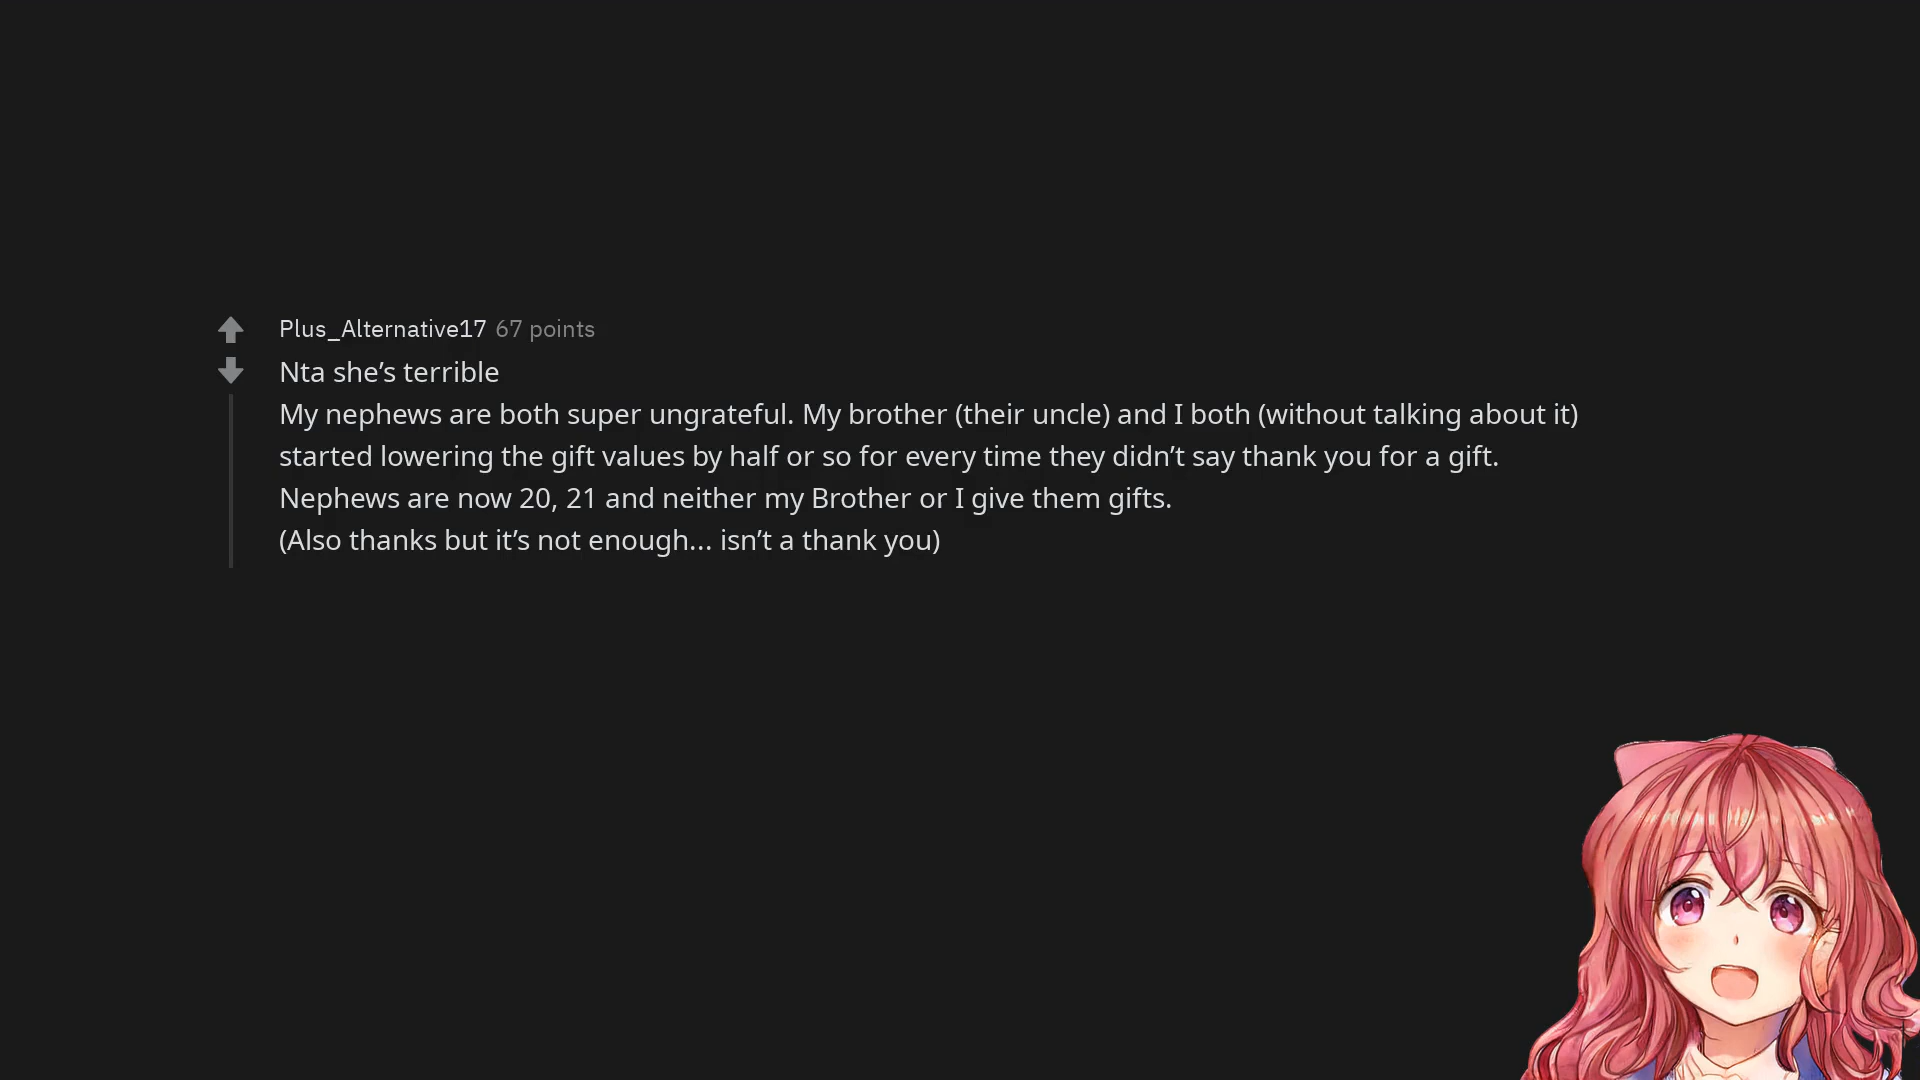 Plus_Alternative17 67 points
Nta she’s terrible
My nephews are both super ungrateful. My brother (their uncle) and I both (without talking about it)
started lowering the gift values by half or so for every time they didn’t say thank you for a gift.
Nephews are now 20, 21 and neither my Brother or I give them gifts.
(Also thanks but it’s not enough... isn’t a thank you)